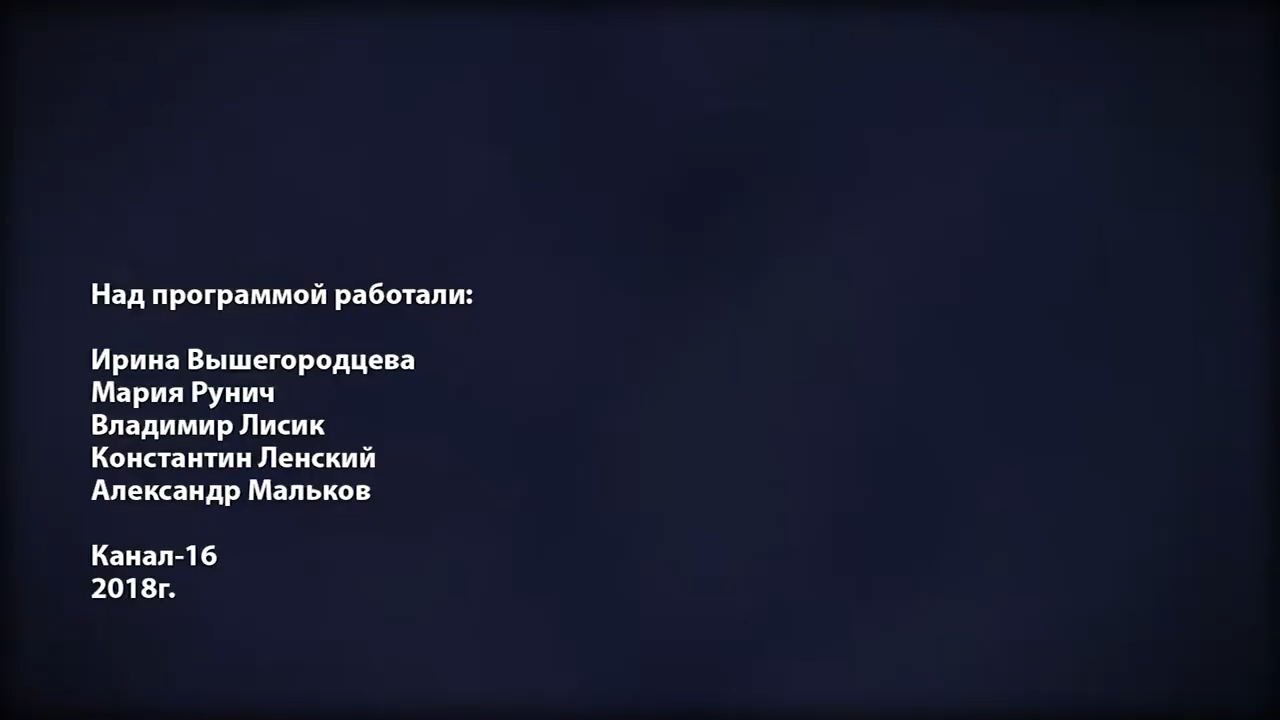 Над программой работали:
Ирина Вышегородцева
Мария Рунич
Владимир Лисик
Константин Ленский
Александр Мальков
Канал-16
2018г.